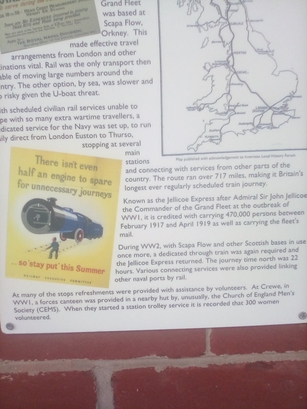 Grand Fleet
was based at
Scapa Flow,
Orkney. This
made effective travel
arrangements from London and other
inations vital. Rail was the only transport then
able of moving large numbers around the
ntry. The other option, by sea, was slower and
o risky given the U-boat threat.
th scheduled civilian rail services unable to
pe with so many extra wartime travellers, a
dicated service for the Navy was set up, to run
ily direct from London Euston to Thurso,
stopping at several
main
stations
and connecting with services from other parts of the
country. The route ran over 717 miles, making it Britain's
longest ever regularly scheduled train journey.
Known as the Jellicoe Express after Admiral Sir John Jellicoe
the Commander of the Grand Fleet at the outbreak of
WW1, it is credited with carrying 470,000 persons between
February 1917 and April 1919 as well as carrying the fleet's
mail.
During WW2, with Scapa Flow and other Scottish bases in use
once more, a dedicated through train was again required and
the Jellicoe Express returned. The journey time north was 22
hours. Various connecting services were also provided linking
other naval ports by rail.
There isn't even
half an engine to spare
for unnecessary journeys
so 'stay put' this Summer
RAILWAY EXECUTIVE COMMITTEE
At many of the stops refreshments were provided with assistance by volunteers. At Crewe, in
WW1, a forces canteen was provided in a nearby hut by, unusually, the Church of England Men's
Society (CEMS). When they started a station trolley service it is recorded that 300 women
volunteered.